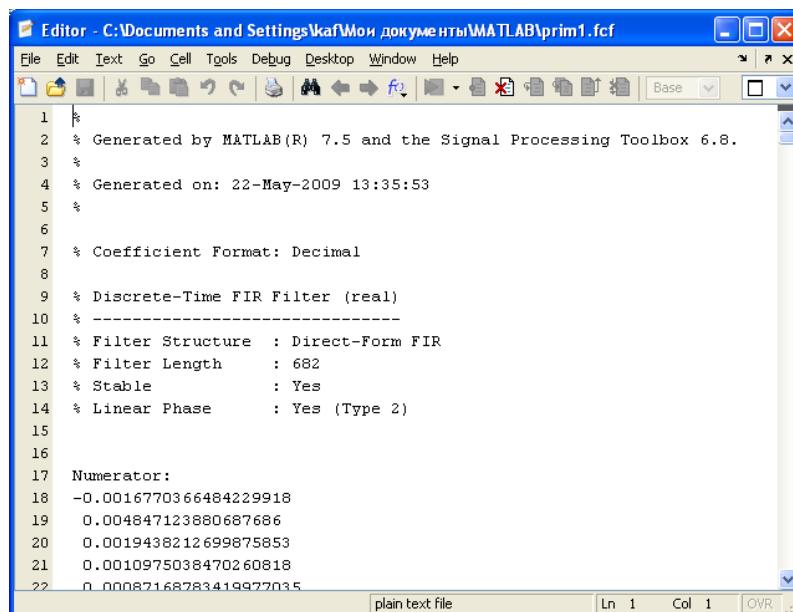 Editor - C:\Documents and Settings\kaf\Мои документы\MATLAB\prim1.fcf
File Edit Text Go Cell Tools Debug Desktop Window Help
Base
1 %
2 % Generated by MATLAB(R) 7.5 and the Signal Processing Toolbox 6.8.
3 %
4 % Generated on: 22-May-2009 13:35:53
5 %
6
7 % Coefficient Format: Decimal
8
9 % Discrete-Time FIR Filter (real)
10 % -------------------------------
11 % Filter Structure  : Direct-Form FIR
12 % Filter Length     : 682
13 % Stable            : Yes
14 % Linear Phase      : Yes (Type 2)
15
16
17 Numerator:
18 -0.0016770366484229918
19 0.004847123880687686
20 0.0019438212699875853
21 0.0010975038470260818
22 0.00087168783419977035
plain text file Ln 1 Col 1 OVR